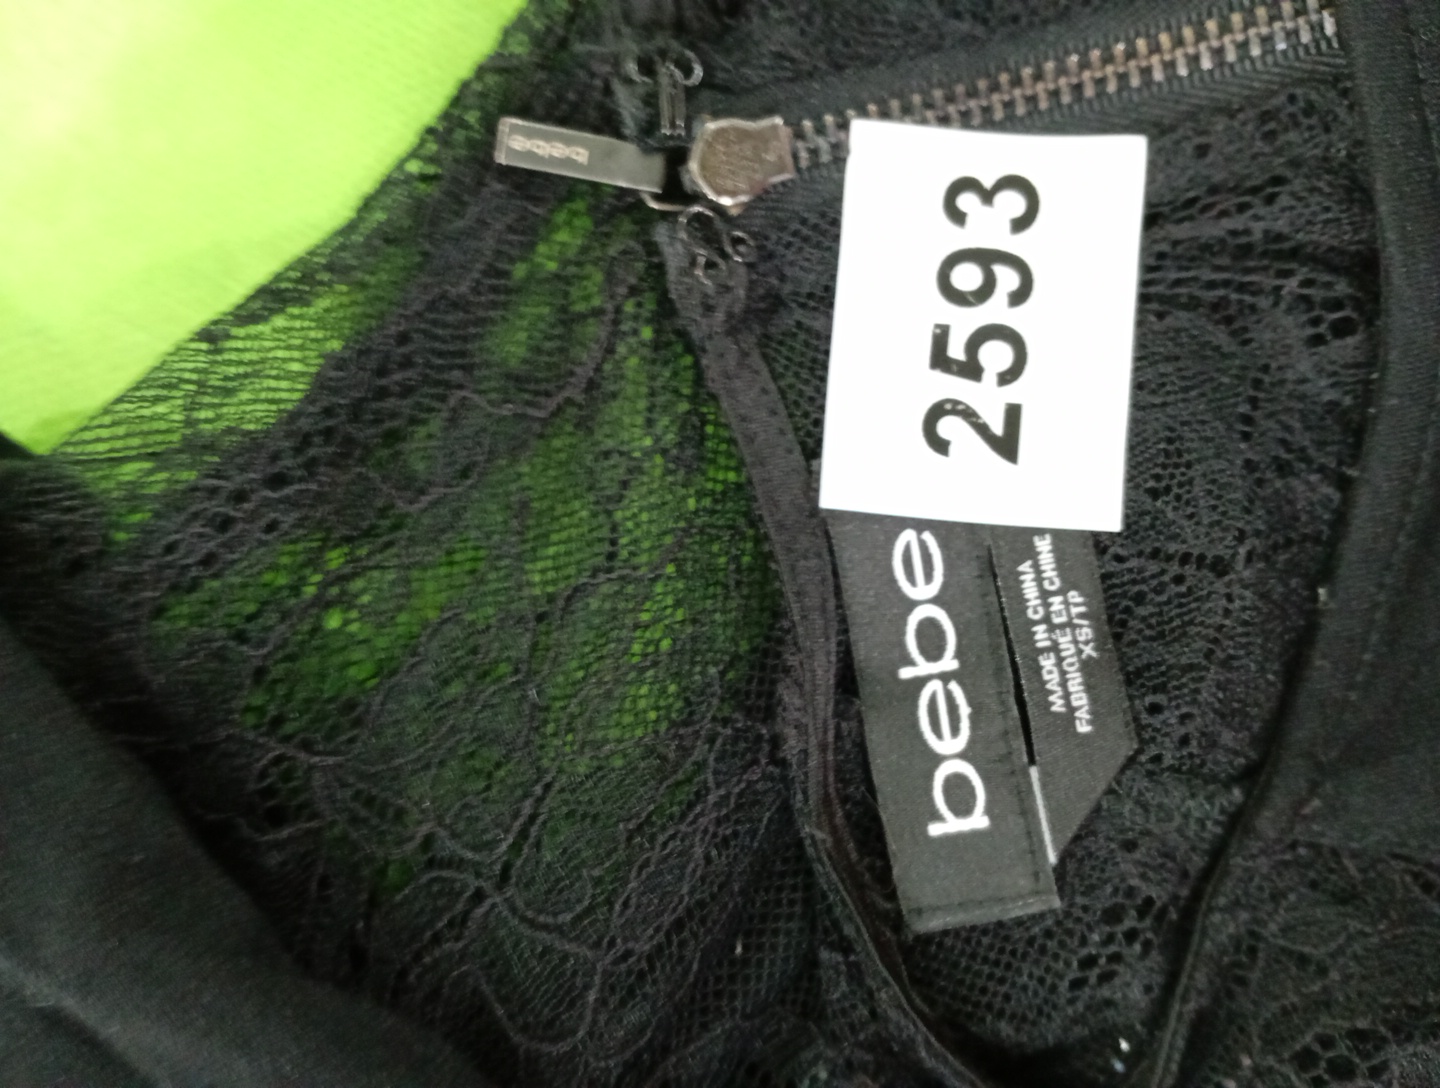 bebe
2593
bebe
MADE IN CHINA
FABRIQUÉ EN CHINE
XS/TP